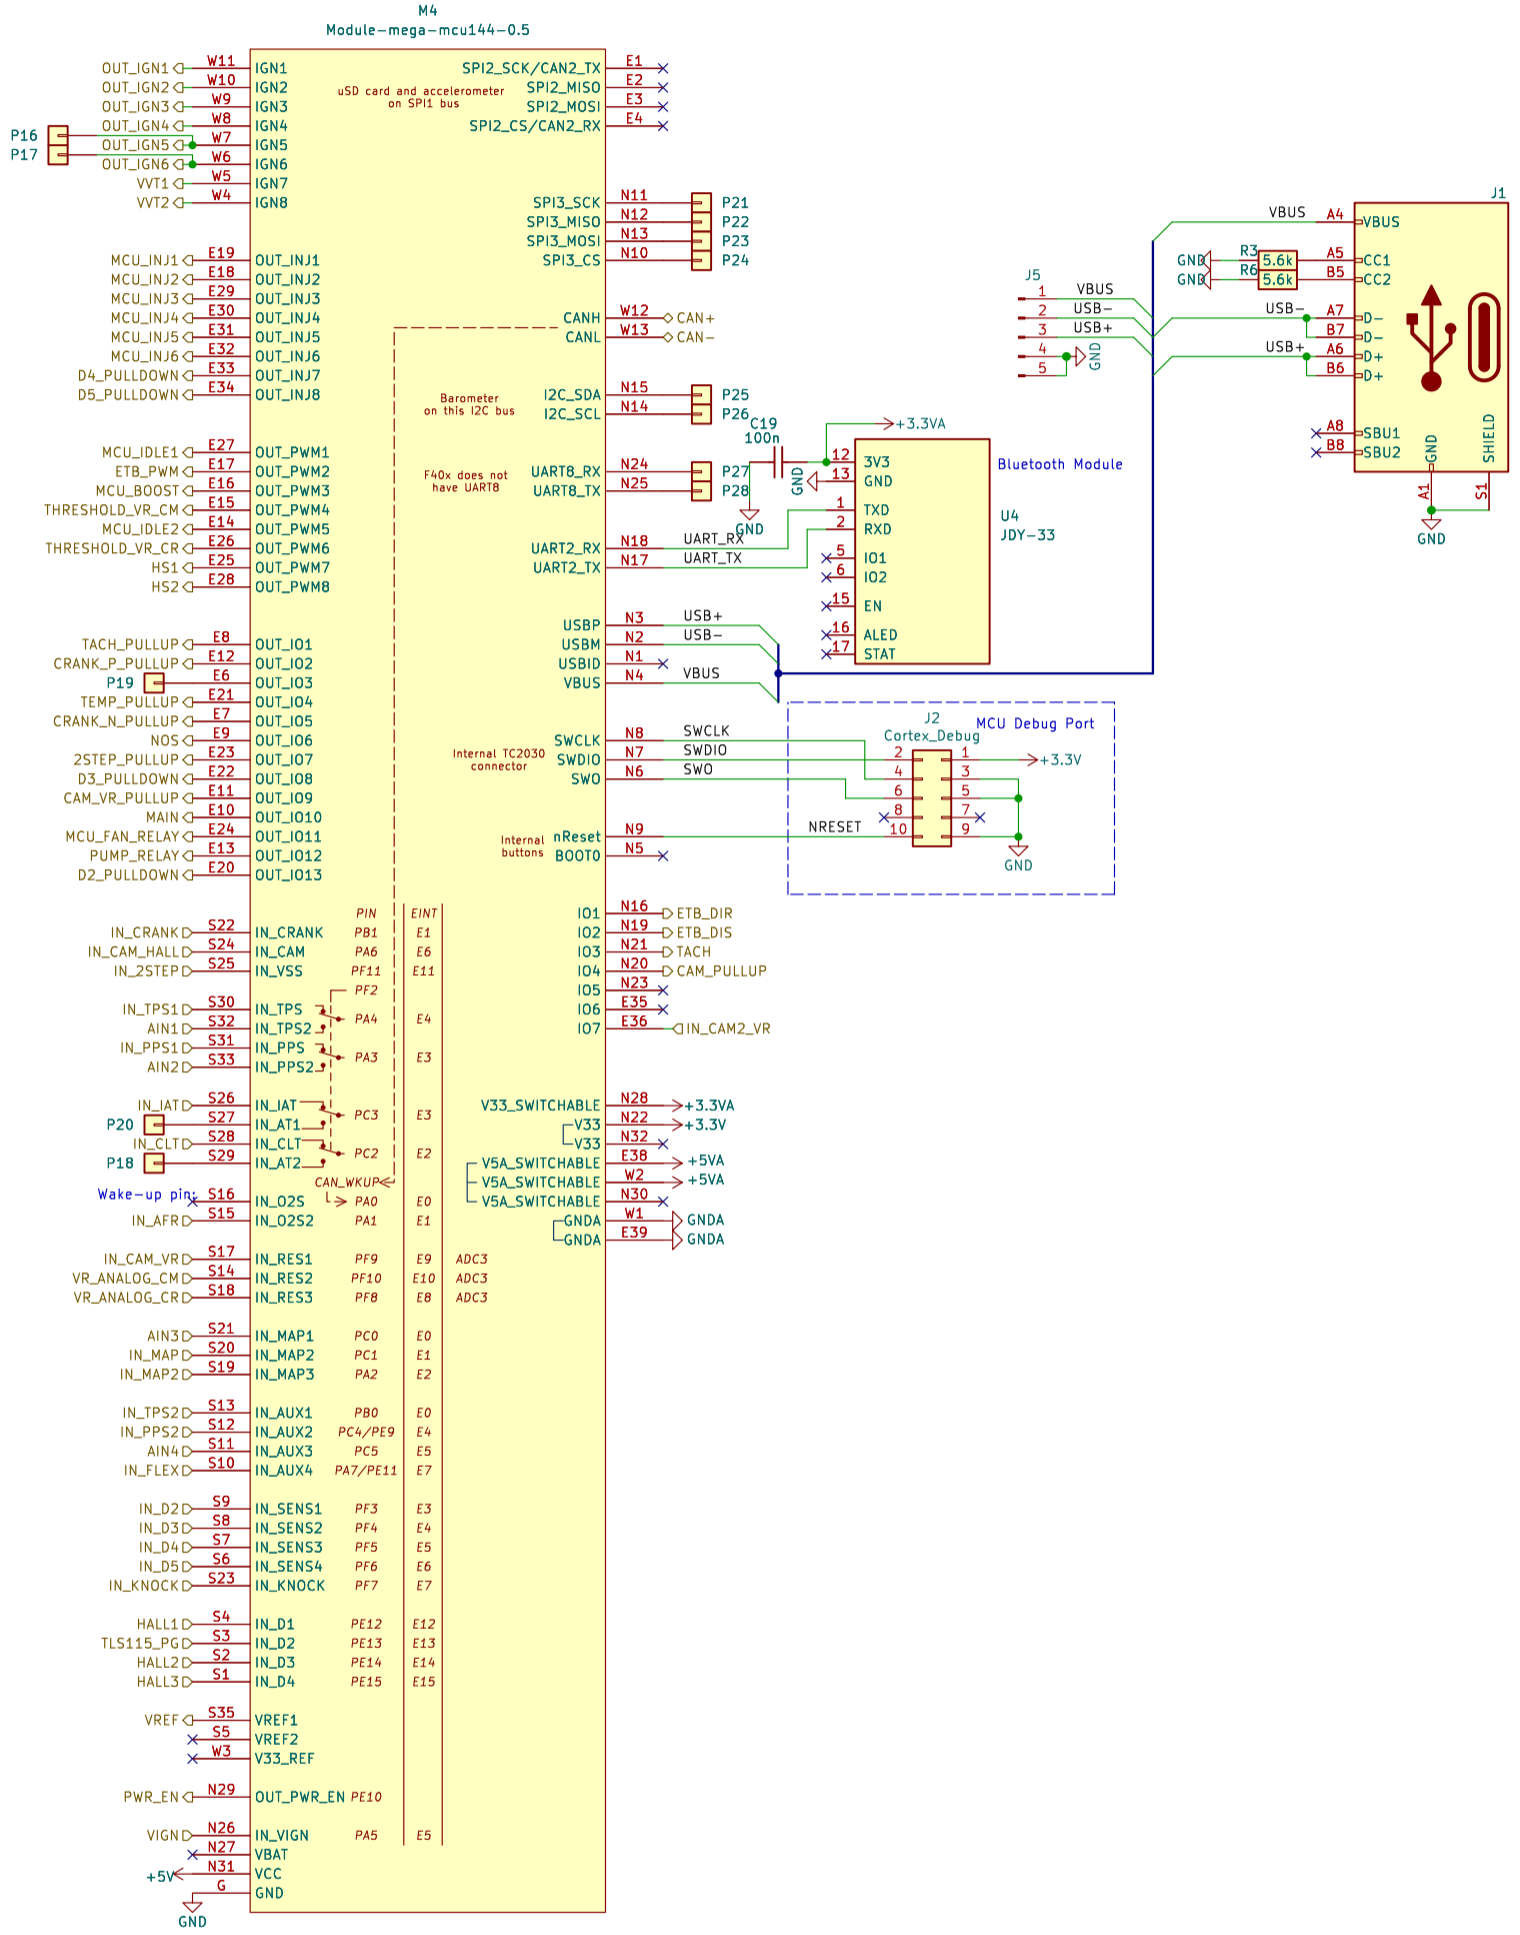 M4
Module-mega-mcu144-0.5
OUT_IGN1 W11 IGN1
OUT_IGN2 W10 IGN2
OUT_IGN3 W9 IGN3
OUT_IGN4 W8 IGN4
P16
OUT_IGN5 W7 IGN5
P17
OUT_IGN6 W6 IGN6
VVT1 W5 IGN7
VVT2 W4 IGN8
MCU_INJ1 E19 OUT_INJ1
MCU_INJ2 E18 OUT_INJ2
MCU_INJ3 E29 OUT_INJ3
MCU_INJ4 E30 OUT_INJ4
MCU_INJ5 E31 OUT_INJ5
MCU_INJ6 E32 OUT_INJ6
D4_PULLDOWN E33 OUT_INJ7
D5_PULLDOWN E34 OUT_INJ8
MCU_IDLE1 E27 OUT_PWM1
ETB_PWM E17 OUT_PWM2
MCU_BOOST E16 OUT_PWM3
THRESHOLD_VR_CM E15 OUT_PWM4
MCU_IDLE2 E14 OUT_PWM5
THRESHOLD_VR_CR E26 OUT_PWM6
HS1 E25 OUT_PWM7
HS2 E28 OUT_PWM8
TACH_PULLUP E8 OUT_IO1
CRANK_P_PULLUP E12 OUT_IO2
P19 E6 OUT_IO3
TEMP_PULLUP E21 OUT_IO4
CRANK_N_PULLUP E7 OUT_IO5
NOS E9 OUT_IO6
2STEP_PULLUP E23 OUT_IO7
D3_PULLDOWN E22 OUT_IO8
CAM_VR_PULLUP E11 OUT_IO9
MAIN E10 OUT_IO10
MCU_FAN_RELAY E24 OUT_IO11
PUMP_RELAY E13 OUT_IO12
D2_PULLDOWN E20 OUT_IO13
PIN EINT
IN_CRANK S22 IN_CRANK PB1 E1
IN_CAM_HALL S24 IN_CAM PA6 E6
IN_2STEP S25 IN_VSS PF11 E11
PF2
IN_TPS1 S30 IN_TPS
PA4 E4
AIN1 S32 IN_TPS2
IN_PPS1 S31 IN_PPS
PA3 E3
AIN2 S33 IN_PPS2
IN_IAT S26 IN_IAT
PC3 E3
P20 S27 IN_AT1
IN_CLT S28 IN_CLT
PC2 E2
P18 S29 IN_AT2
CAN_WKUP
Wake-up pin:
S16 IN_O2S PA0 E0
IN_AFR S15 IN_O2S2 PA1 E1
IN_CAM_VR S17 IN_RES1 PF9 E9 ADC3
VR_ANALOG_CM S14 IN_RES2 PF10 E10 ADC3
VR_ANALOG_CR S18 IN_RES3 PF8 E8 ADC3
AIN3 S21 IN_MAP1 PC0 E0
IN_MAP S20 IN_MAP2 PC1 E1
IN_MAP2 S19 IN_MAP3 PA2 E2
IN_TPS2 S13 IN_AUX1 PB0 E0
IN_PPS2 S12 IN_AUX2 PC4/PE9 E4
AIN4 S11 IN_AUX3 PC5 E5
IN_FLEX S10 IN_AUX4 PA7/PE11 E7
IN_D2 S9 IN_SENS1 PF3 E3
IN_D3 S8 IN_SENS2 PF4 E4
IN_D4 S7 IN_SENS3 PF5 E5
IN_D5 S6 IN_SENS4 PF6 E6
IN_KNOCK S23 IN_KNOCK PF7 E7
HALL1 S4 IN_D1 PE12 E12
TLS115_PG S3 IN_D2 PE13 E13
HALL2 S2 IN_D3 PE14 E14
HALL3 S1 IN_D4 PE15 E15
VREF S35 VREF1
S5 VREF2
W3 V33_REF
PWR_EN N29 OUT_PWR_EN PE10
VIGN N26 IN_VIGN PA5 E5
N27 VBAT
+5V N31 VCC
G GND
GND
uSD card and accelerometer
on SPI1 bus
SPI2_SCK/CAN2_TX E1
SPI2_MISO E2
SPI2_MOSI E3
SPI2_CS/CAN2_RX E4
SPI3_SCK N11 P21
SPI3_MISO N12 P22
SPI3_MOSI N13 P23
SPI3_CS N10 P24
CANH W12 CAN+
CANL W13 CAN-
Barometer
on this I2C bus
I2C_SDA N15 P25
I2C_SCL N14 P26
F40x does not
have UART8
UART8_RX N24 P27
UART8_TX N25 P28
UART2_RX N18 UART_RX
UART2_TX N17 UART_TX
USBP N3 USB+
USBM N2 USB-
USBID N1
VBUS N4 VBUS
Internal TC2030
connector
SWCLK N8 SWCLK
SWDIO N7 SWDIO
SWO N6 SWO
Internal
buttons
nReset N9 NRESET
BOOT0 N5
IO1 N16 ETB_DIR
IO2 N19 ETB_DIS
IO3 N21 TACH
IO4 N20 CAM_PULLUP
IO5 N23
IO6 E35
IO7 E36 IN_CAM2_VR
V33_SWITCHABLE N28 +3.3VA
V33 N22 +3.3V
V33 N32
V5A_SWITCHABLE E38 +5VA
V5A_SWITCHABLE W2 +5VA
V5A_SWITCHABLE N30
GNDA W1 GNDA
GNDA E39 GNDA
C19
100n
GND
+3.3VA
GND
12 3V3
13 GND
1 TXD
2 RXD
5 IO1
6 IO2
15 EN
16 ALED
17 STAT
Bluetooth Module
U4
JDY-33
MCU Debug Port
J2
Cortex_Debug
2 1 +3.3V
4 3
6 5
8 7
10 9
GND
J5
1 VBUS
2 USB-
3 USB+
4 GND
5
J1
VBUS A4 VBUS
GND R3 5.6k A5 CC1
GND R6 5.6k B5 CC2
USB- A7 D-
B7 D-
USB+ A6 D+
B6 D+
A8 SBU1
B8 SBU2
GND
SHIELD
A1
S1
GND